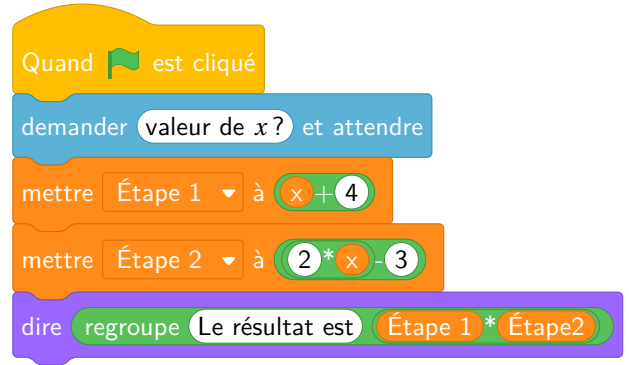 Quand est cliqué
demander valeur de x ? et attendre
mettre Étape 1 à x+4
mettre Étape 2 à 2*x-3
dire regroupe Le résultat est Étape 1*Étape2